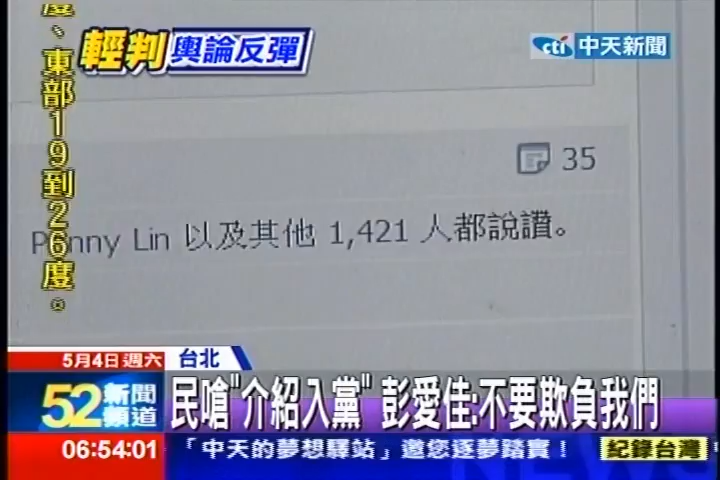 度、東部19到26度。
輕判 輿論反彈
cti 中天新聞
35
Penny Lin 以及其他 1,421 人都說讚。
5月4日週六 台北
52 新聞頻道
民嗆"介紹入黨" 彭愛佳:不要欺負我們
06:54:01
「中天的夢想驛站」邀您逐夢踏實！
紀錄台灣
NEWS